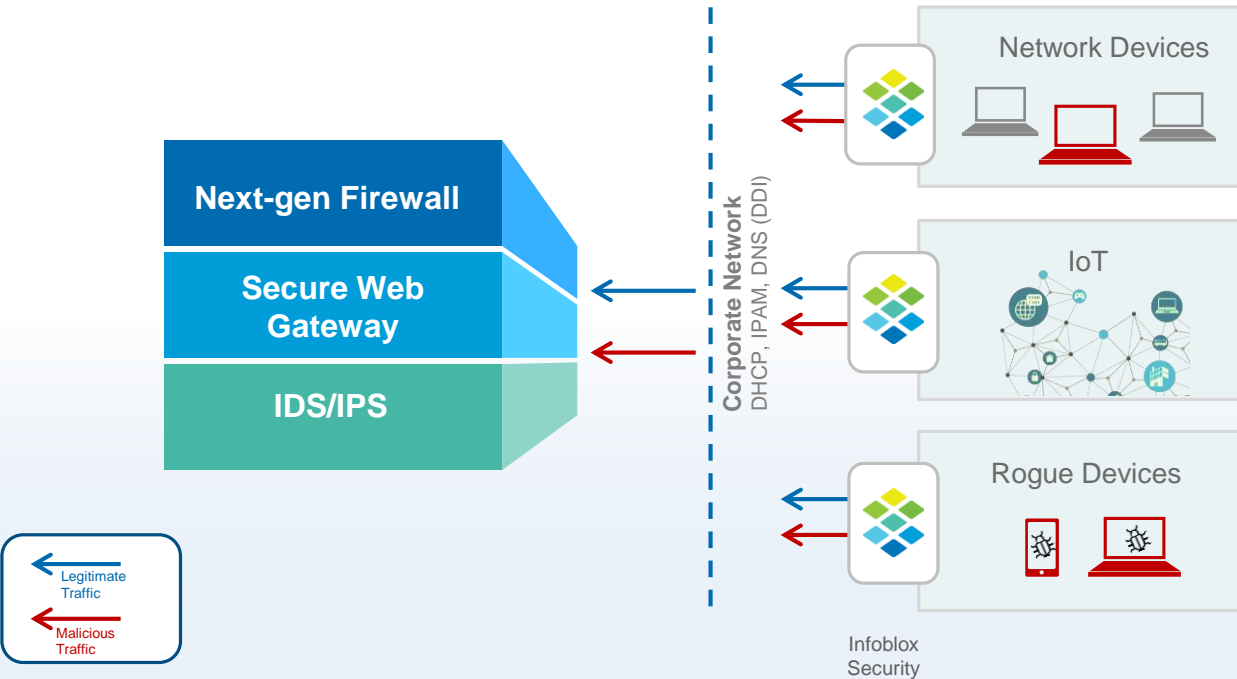 Network Devices
Next-gen Firewall
Secure Web
Gateway
IDS/IPS
Corporate Network
DHCP, IPAM, DNS (DDI)
IoT
Rogue Devices
Legitimate
Traffic
Malicious
Traffic
Infoblox
Security